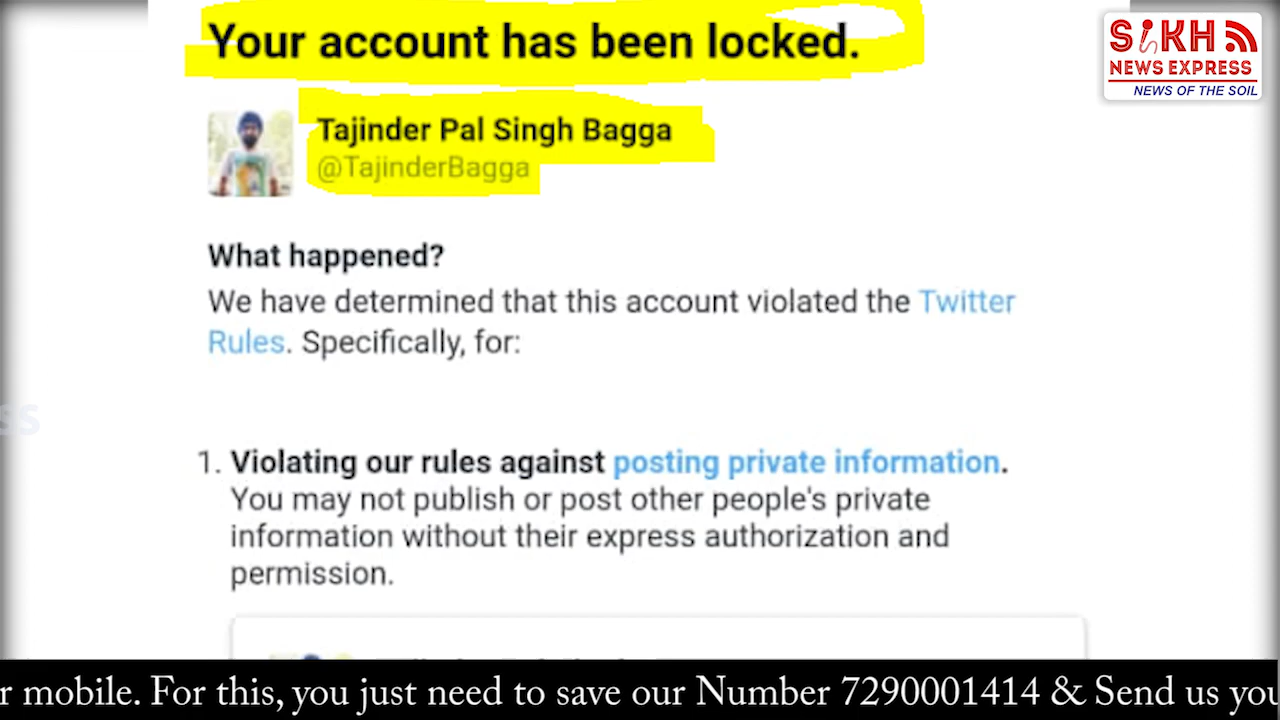 Your account has been locked.
SiKH
NEWS EXPRESS
NEWS OF THE SOIL
Tajinder Pal Singh Bagga
@TajinderBagga
What happened?
We have determined that this account violated the Twitter
Rules. Specifically, for:
ss
1. Violating our rules against posting private information.
You may not publish or post other people's private
information without their express authorization and
permission.
r mobile. For this, you just need to save our Number 7290001414 & Send us you